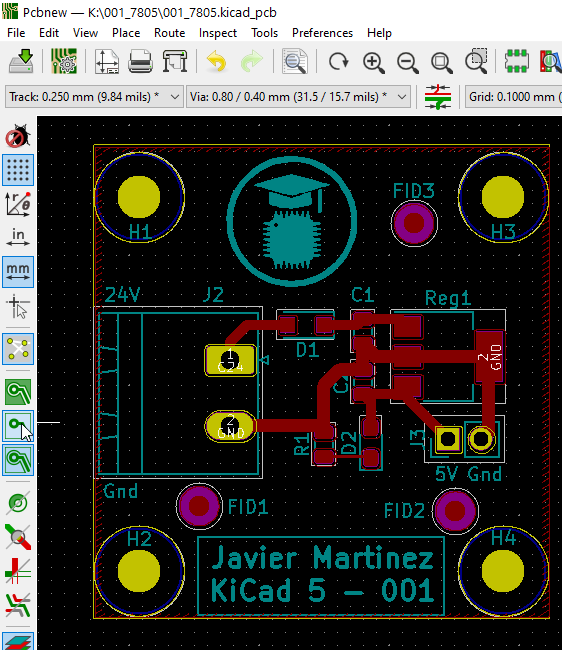 Pcbnew — K:\001_7805\001_7805.kicad_pcb
File Edit View Place Route Inspect Tools Preferences Help
Track: 0.250 mm (9.84 mils) *
Via: 0.80 / 0.40 mm (31.5 / 15.7 mils) *
Grid: 0.1000 mm (
in
mm
FID3
H1
H3
24V
J2
C1
Reg1
1
C24
D1
2
GND
2
GND
R1
D2
J3
5V Gnd
Gnd
FID1
FID2
H2
H4
Javier Martinez
KiCad 5 - 001